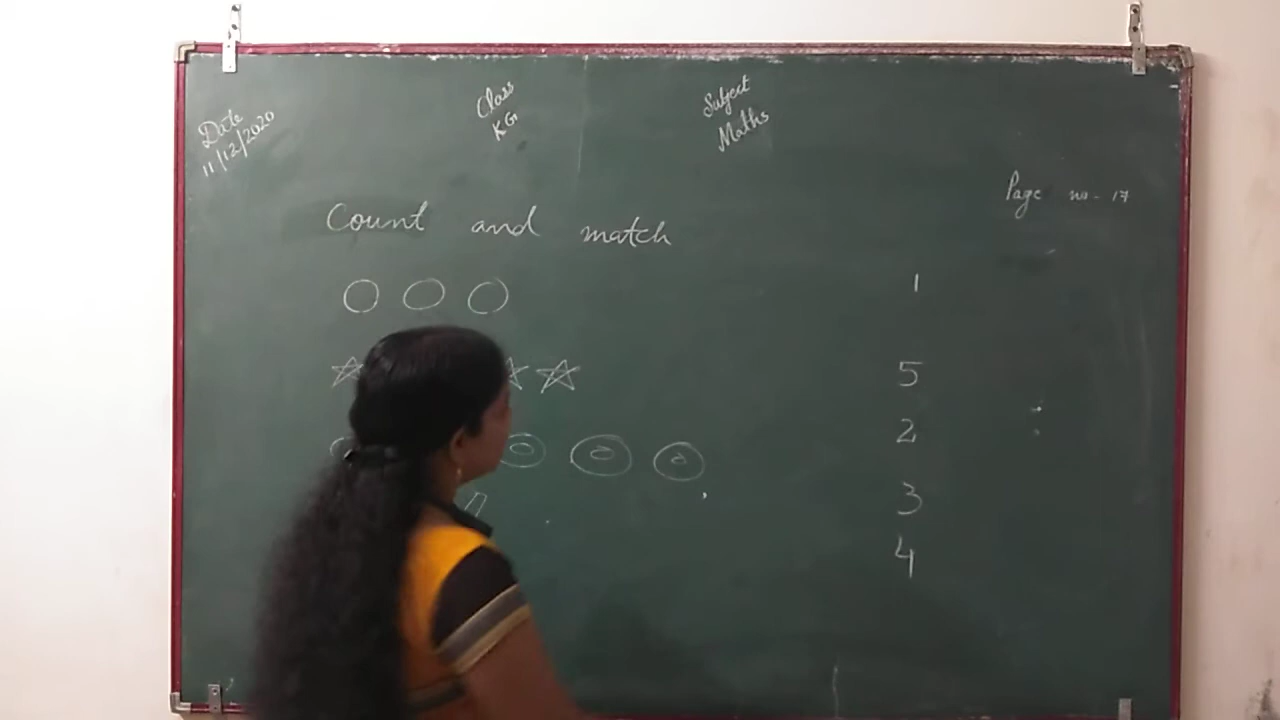 Date
11/12/2020
Class
KG
Subject
Maths
Page no - 17
Count and match
1
5
2
3
4